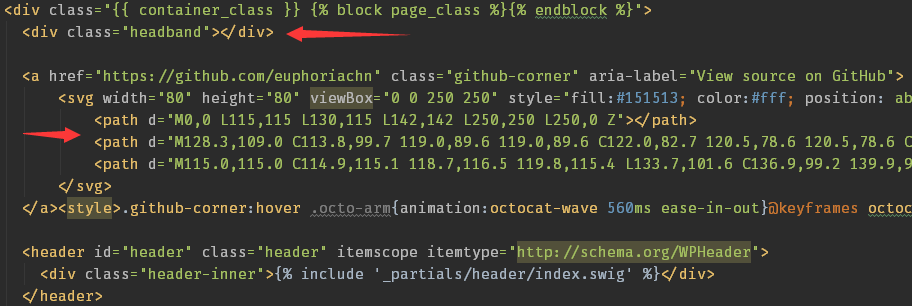 <div class="{{ container_class }} {% block page_class %}{% endblock %}">
<div class="headband"></div>
<a href="https://github.com/euphoriachn" class="github-corner" aria-label="View source on GitHub">
<svg width="80" height="80" viewBox="0 0 250 250" style="fill:#151513; color:#fff; position: ab
<path d="M0,0 L115,115 L130,115 L142,142 L250,250 L250,0 Z"></path>
<path d="M128.3,109.0 C113.8,99.7 119.0,89.6 119.0,89.6 C122.0,82.7 120.5,78.6 120.5,78.6 C
<path d="M115.0,115.0 C114.9,115.1 118.7,116.5 119.8,115.4 L133.7,101.6 C136.9,99.2 139.9,9
</svg>
</a><style>.github-corner:hover .octo-arm{animation:octocat-wave 560ms ease-in-out}@keyframes octoc
<header id="header" class="header" itemscope itemtype="http://schema.org/WPHeader">
<div class="header-inner">{% include '_partials/header/index.swig' %}</div>
</header>